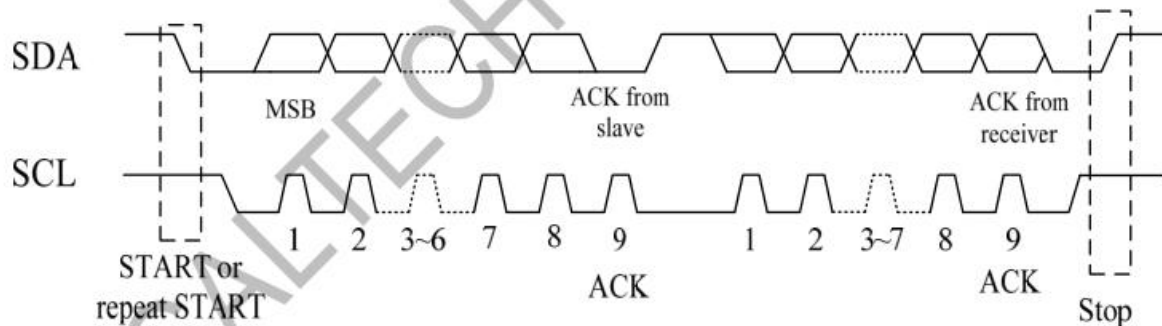 SDA
MSB
ACK from
slave
ACK from
receiver
SCL
1 2 3~6 7 8 9 1 2 3~7 8 9
START or
repeat START
ACK
ACK
Stop
CALTECH